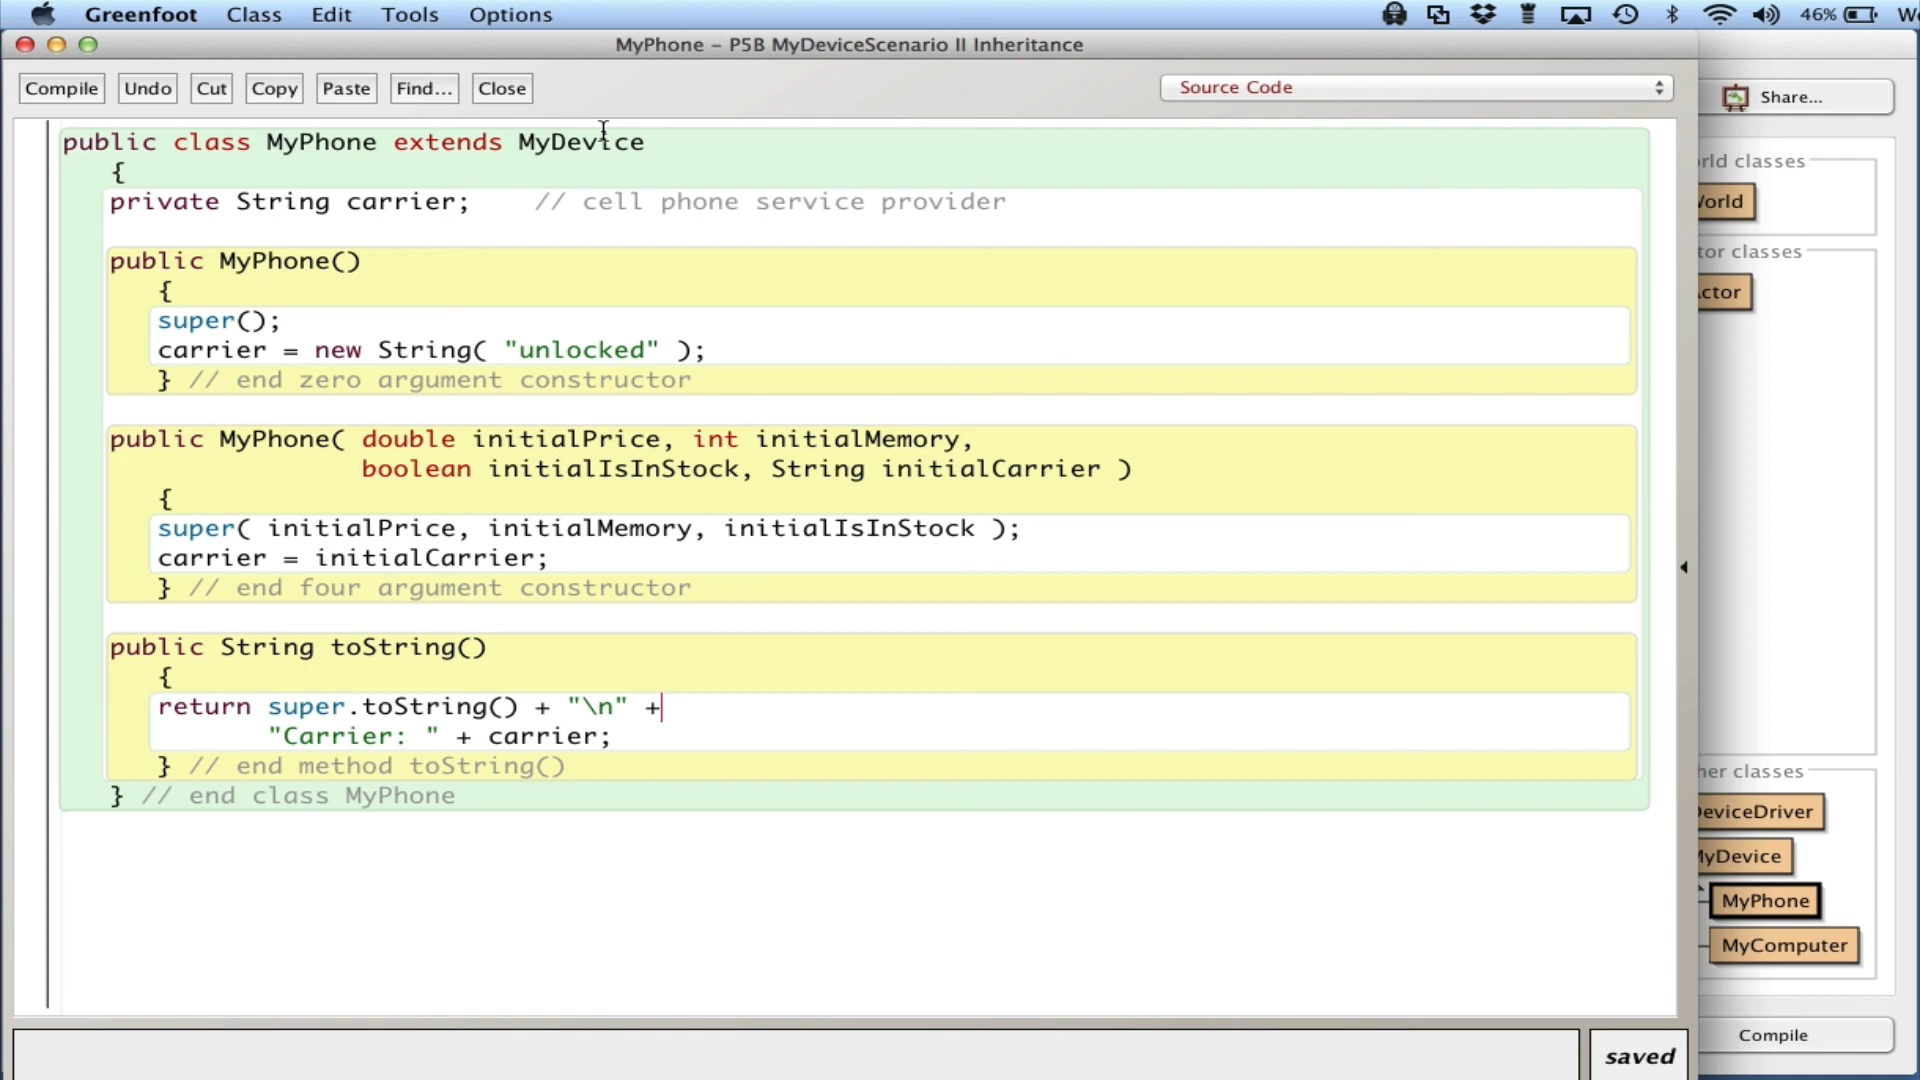 Greenfoot Class Edit Tools Options 46%
MyPhone – P5B MyDeviceScenario II Inheritance
Compile Undo Cut Copy Paste Find... Close Source Code
Share...
public class MyPhone extends MyDevice
{
private String carrier; // cell phone service provider
public MyPhone()
{
super();
carrier = new String( "unlocked" );
} // end zero argument constructor
public MyPhone( double initialPrice, int initialMemory,
boolean initialIsInStock, String initialCarrier )
{
super( initialPrice, initialMemory, initialIsInStock );
carrier = initialCarrier;
} // end four argument constructor
public String toString()
{
return super.toString() + "\n" +
"Carrier: " + carrier;
} // end method toString()
} // end class MyPhone
rld classes
World
tor classes
Actor
her classes
DeviceDriver
MyDevice
MyPhone
MyComputer
Compile
saved